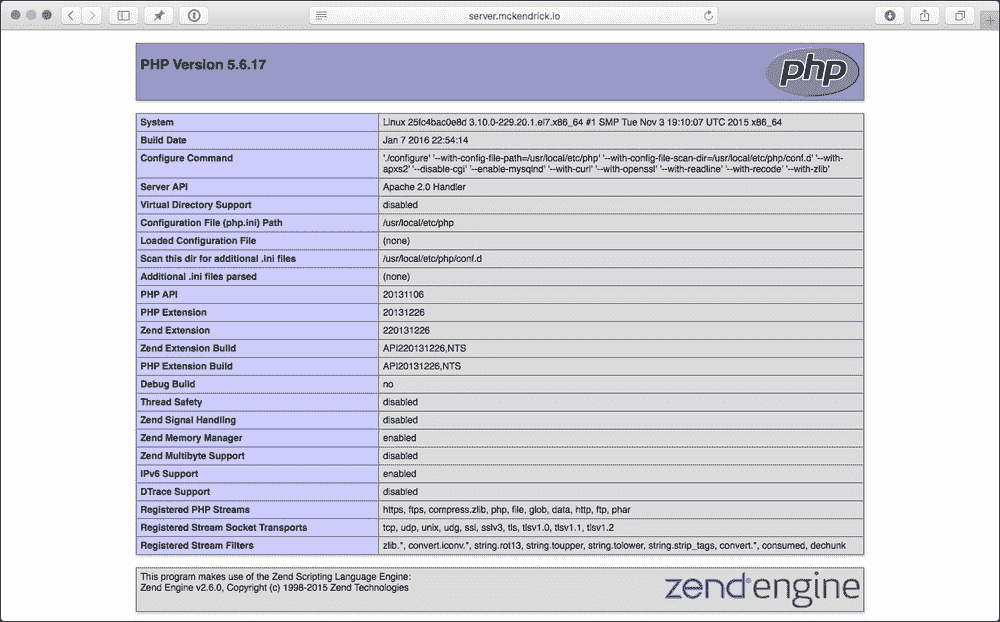 server.mckendrick.io
PHP Version 5.6.17
php
System Linux 25fc4bac0e8d 3.10.0-229.20.1.el7.x86_64 #1 SMP Tue Nov 3 19:10:07 UTC 2015 x86_64
Build Date Jan 7 2016 22:54:14
Configure Command './configure' '--with-config-file-path=/usr/local/etc/php' '--with-config-file-scan-dir=/usr/local/etc/php/conf.d' '--with-
apxs2' '--disable-cgi' '--enable-mysqlnd' '--with-curl' '--with-openssl' '--with-readline' '--with-recode' '--with-zlib'
Server API Apache 2.0 Handler
Virtual Directory Support disabled
Configuration File (php.ini) Path /usr/local/etc/php
Loaded Configuration File (none)
Scan this dir for additional .ini files /usr/local/etc/php/conf.d
Additional .ini files parsed (none)
PHP API 20131106
PHP Extension 20131226
Zend Extension 220131226
Zend Extension Build API220131226,NTS
PHP Extension Build API20131226,NTS
Debug Build no
Thread Safety disabled
Zend Signal Handling disabled
Zend Memory Manager enabled
Zend Multibyte Support disabled
IPv6 Support enabled
DTrace Support disabled
Registered PHP Streams https, ftps, compress.zlib, php, file, glob, data, http, ftp, phar
Registered Stream Socket Transports tcp, udp, unix, udg, ssl, sslv3, tls, tlsv1.0, tlsv1.1, tlsv1.2
Registered Stream Filters zlib.*, convert.iconv.*, string.rot13, string.toupper, string.tolower, string.strip_tags, convert.*, consumed, dechunk
This program makes use of the Zend Scripting Language Engine:
Zend Engine v2.6.0, Copyright (c) 1998-2015 Zend Technologies
zend engine